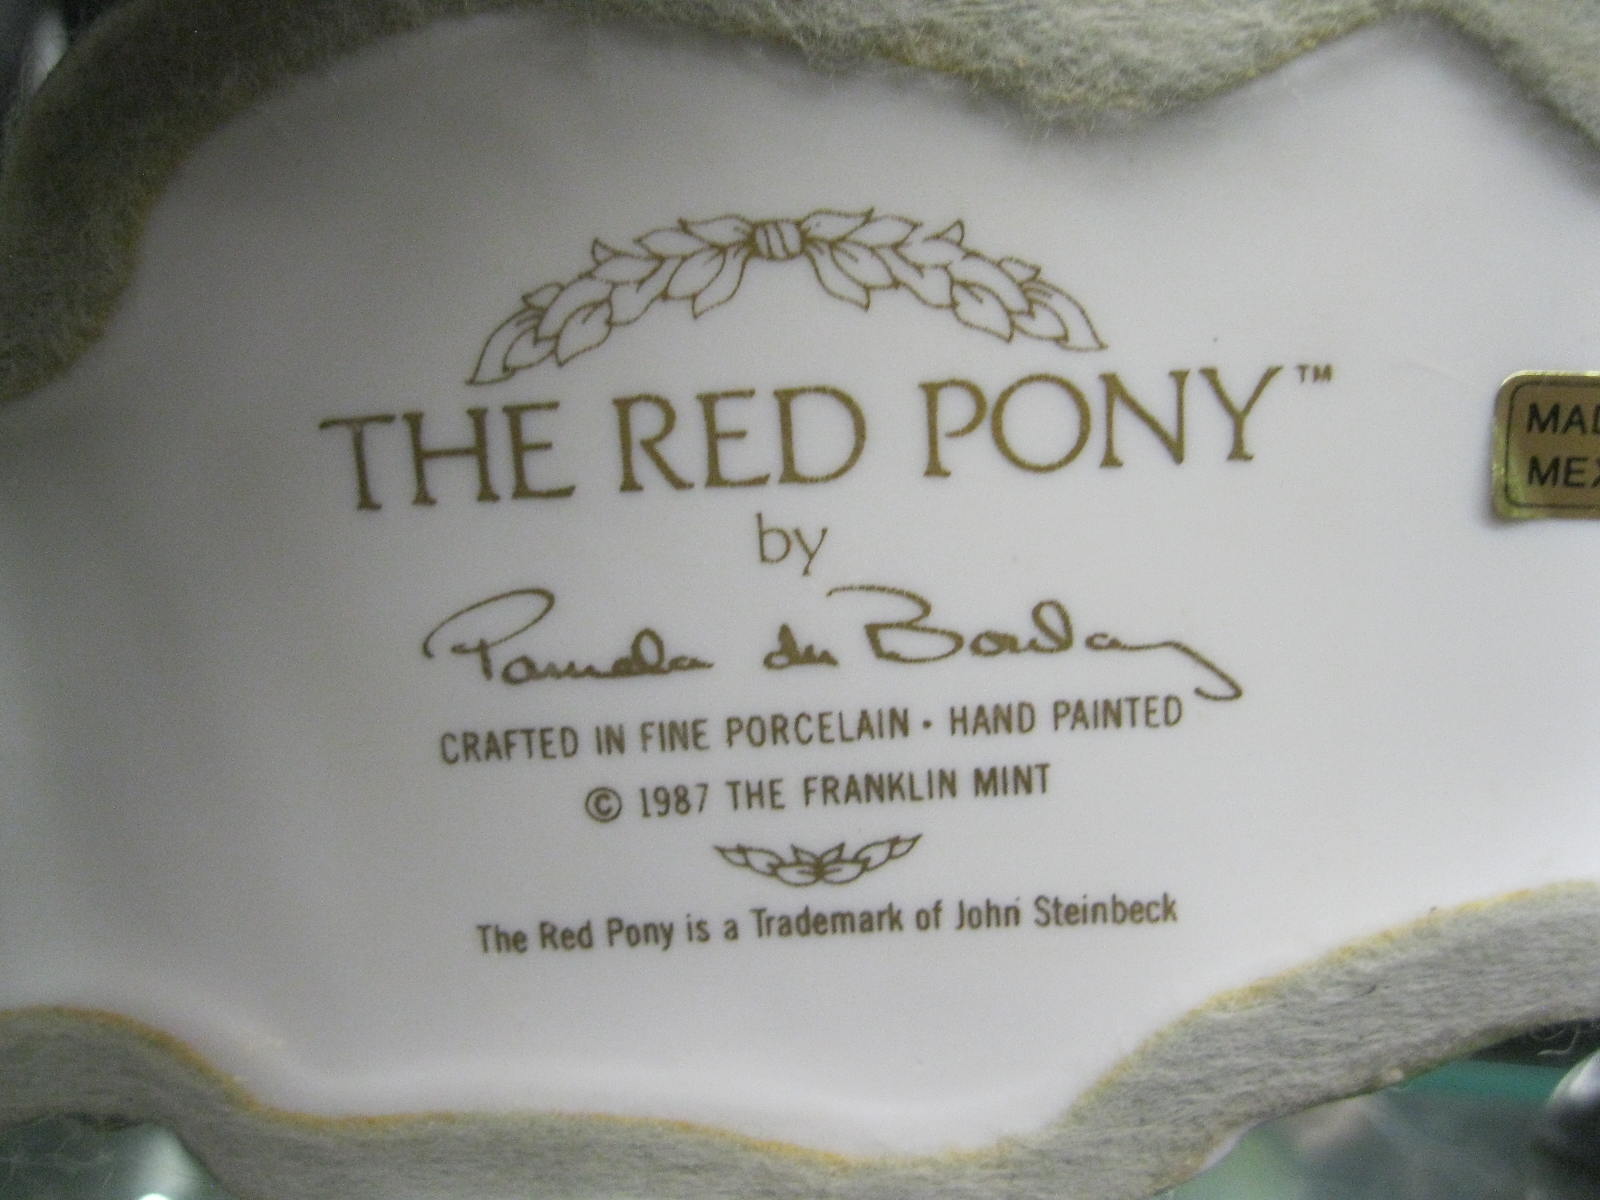 THE RED PONY™
by
Pamela du Boulay
CRAFTED IN FINE PORCELAIN • HAND PAINTED
© 1987 THE FRANKLIN MINT
The Red Pony is a Trademark of John Steinbeck